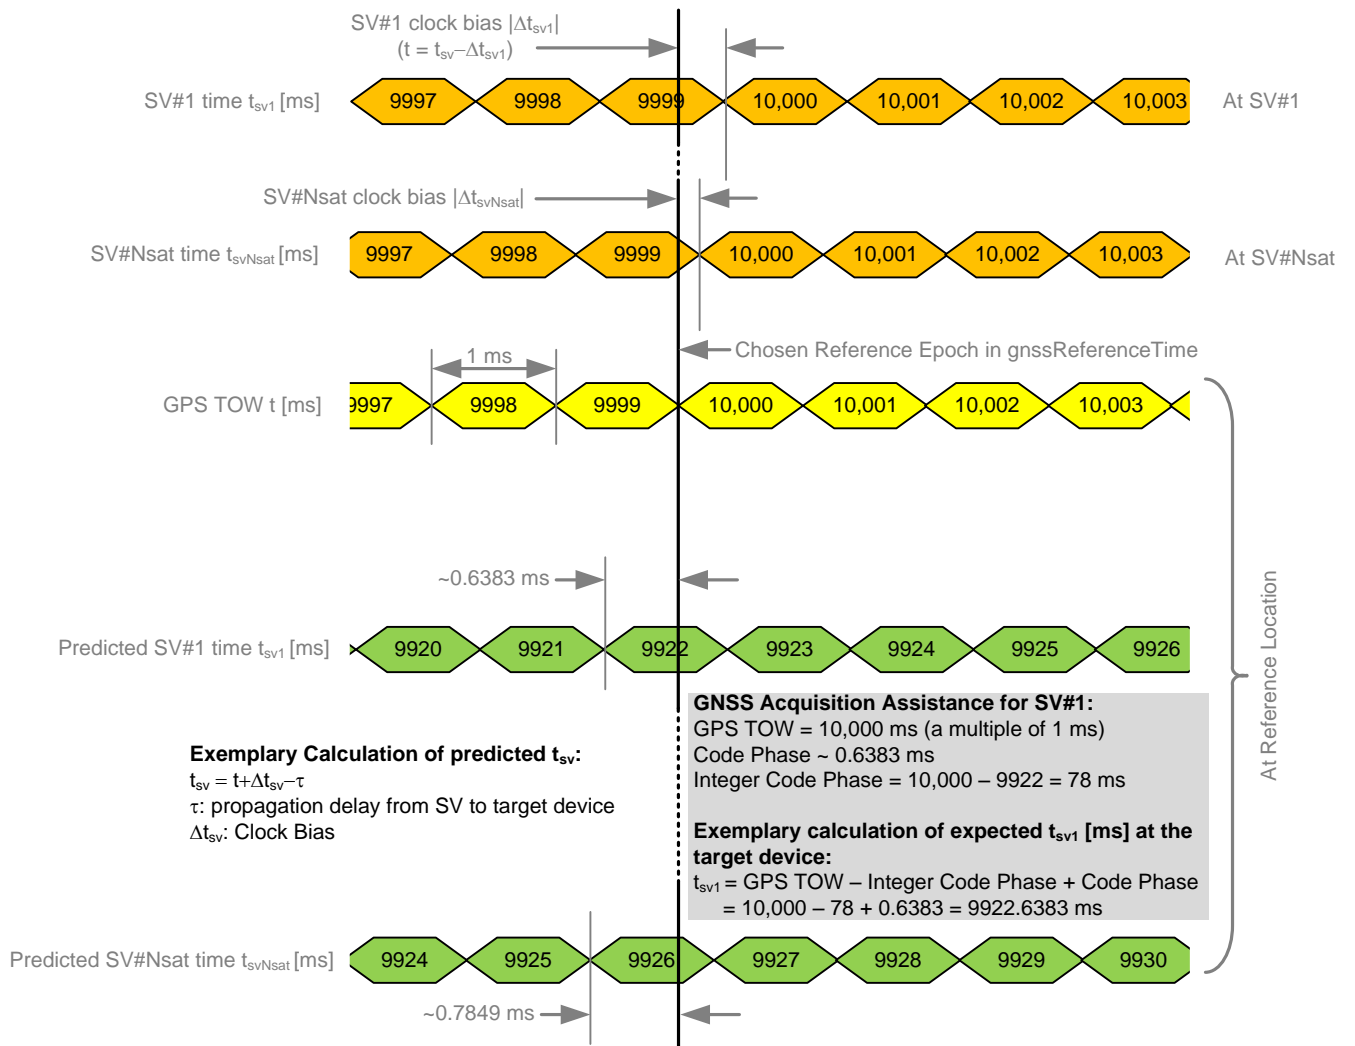 SV#1 clock bias |Δtsv1|
(t = tsv−Δtsv1)
SV#1 time tsv1 [ms]
9997 9998 9999 10,000 10,001 10,002 10,003
At SV#1
SV#Nsat clock bias |ΔtsvNsat|
SV#Nsat time tsvNsat [ms]
9997 9998 9999 10,000 10,001 10,002 10,003
At SV#Nsat
Chosen Reference Epoch in gnssReferenceTime
1 ms
GPS TOW t [ms]
9997 9998 9999 10,000 10,001 10,002 10,003
~0.6383 ms
Predicted SV#1 time tsv1 [ms]
9920 9921 9922 9923 9924 9925 9926
At Reference Location
GNSS Acquisition Assistance for SV#1:
GPS TOW = 10,000 ms (a multiple of 1 ms)
Code Phase ~ 0.6383 ms
Integer Code Phase = 10,000 – 9922 = 78 ms
Exemplary calculation of expected tsv1 [ms] at the
target device:
tsv1 = GPS TOW – Integer Code Phase + Code Phase
= 10,000 – 78 + 0.6383 = 9922.6383 ms
Exemplary Calculation of predicted tsv:
tsv = t+Δtsv−τ
τ: propagation delay from SV to target device
Δtsv: Clock Bias
Predicted SV#Nsat time tsvNsat [ms]
9924 9925 9926 9927 9928 9929 9930
~0.7849 ms